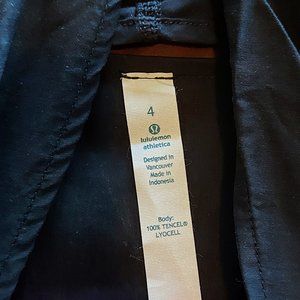 4
lululemon
athletica
Designed in
Vancouver
Made in
Indonesia
Body:
100% TENCEL®
LYOCELL